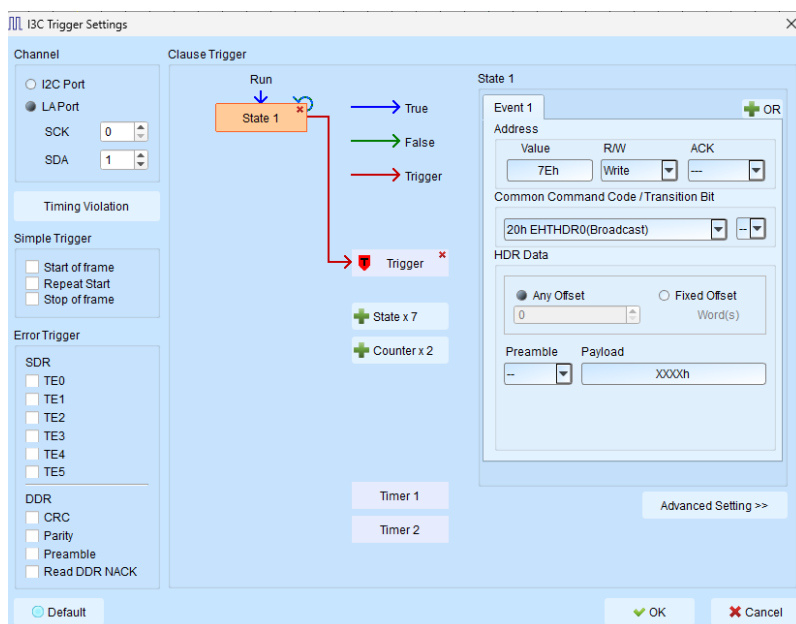 I3C Trigger Settings
Channel
I2C Port
LA Port
SCK 0
SDA 1
Timing Violation
Simple Trigger
Start of frame
Repeat Start
Stop of frame
Error Trigger
SDR
TE0
TE1
TE2
TE3
TE4
TE5
DDR
CRC
Parity
Preamble
Read DDR NACK
Default
Clause Trigger
Run
State 1
True
False
Trigger
T Trigger
State x 7
Counter x 2
Timer 1
Timer 2
State 1
Event 1
OR
Address
Value R/W ACK
7Eh Write ---
Common Command Code / Transition Bit
20h EHTHDR0(Broadcast) --
HDR Data
Any Offset Fixed Offset
0 Word(s)
Preamble Payload
-- XXXXh
Advanced Setting >>
OK Cancel